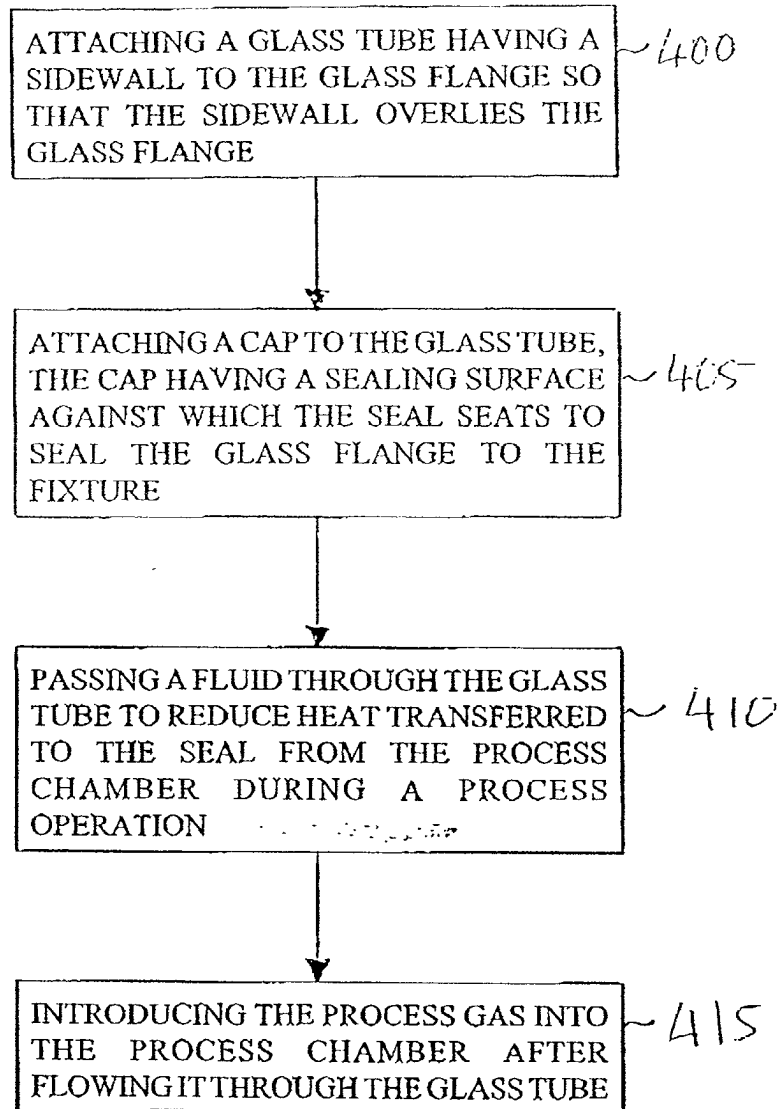 ATTACHING A GLASS TUBE HAVING A
SIDEWALL TO THE GLASS FLANGE SO
THAT THE SIDEWALL OVERLIES THE
GLASS FLANGE
400
ATTACHING A CAP TO THE GLASS TUBE,
THE CAP HAVING A SEALING SURFACE
AGAINST WHICH THE SEAL SEATS TO
SEAL THE GLASS FLANGE TO THE
FIXTURE
405
PASSING A FLUID THROUGH THE GLASS
TUBE TO REDUCE HEAT TRANSFERRED
TO THE SEAL FROM THE PROCESS
CHAMBER DURING A PROCESS
OPERATION
410
INTRODUCING THE PROCESS GAS INTO
THE PROCESS CHAMBER AFTER
FLOWING IT THROUGH THE GLASS TUBE
415